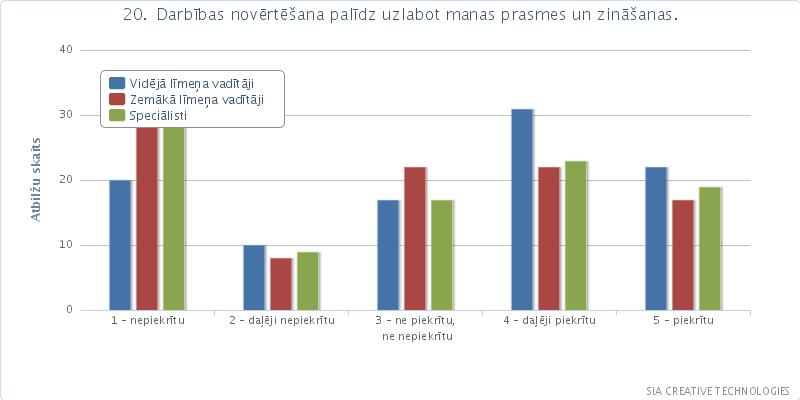 20. Darbības novērtēšana palīdz uzlabot manas prasmes un zināšanas.
40
30
20
10
0
Atbilžu skaits
Vidējā līmeņa vadītāji
Zemākā līmeņa vadītāji
Speciālisti
1 – nepiekrītu
2 – daļēji nepiekrītu
3 – ne piekrītu,
ne nepiekrītu
4 – daļēji piekrītu
5 – piekrītu
SIA CREATIVE TECHNOLOGIES